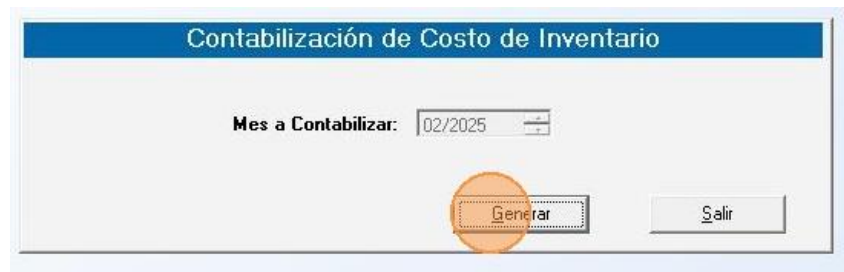 Contabilización de Costo de Inventario
Mes a Contabilizar: 02/2025
Generar Salir